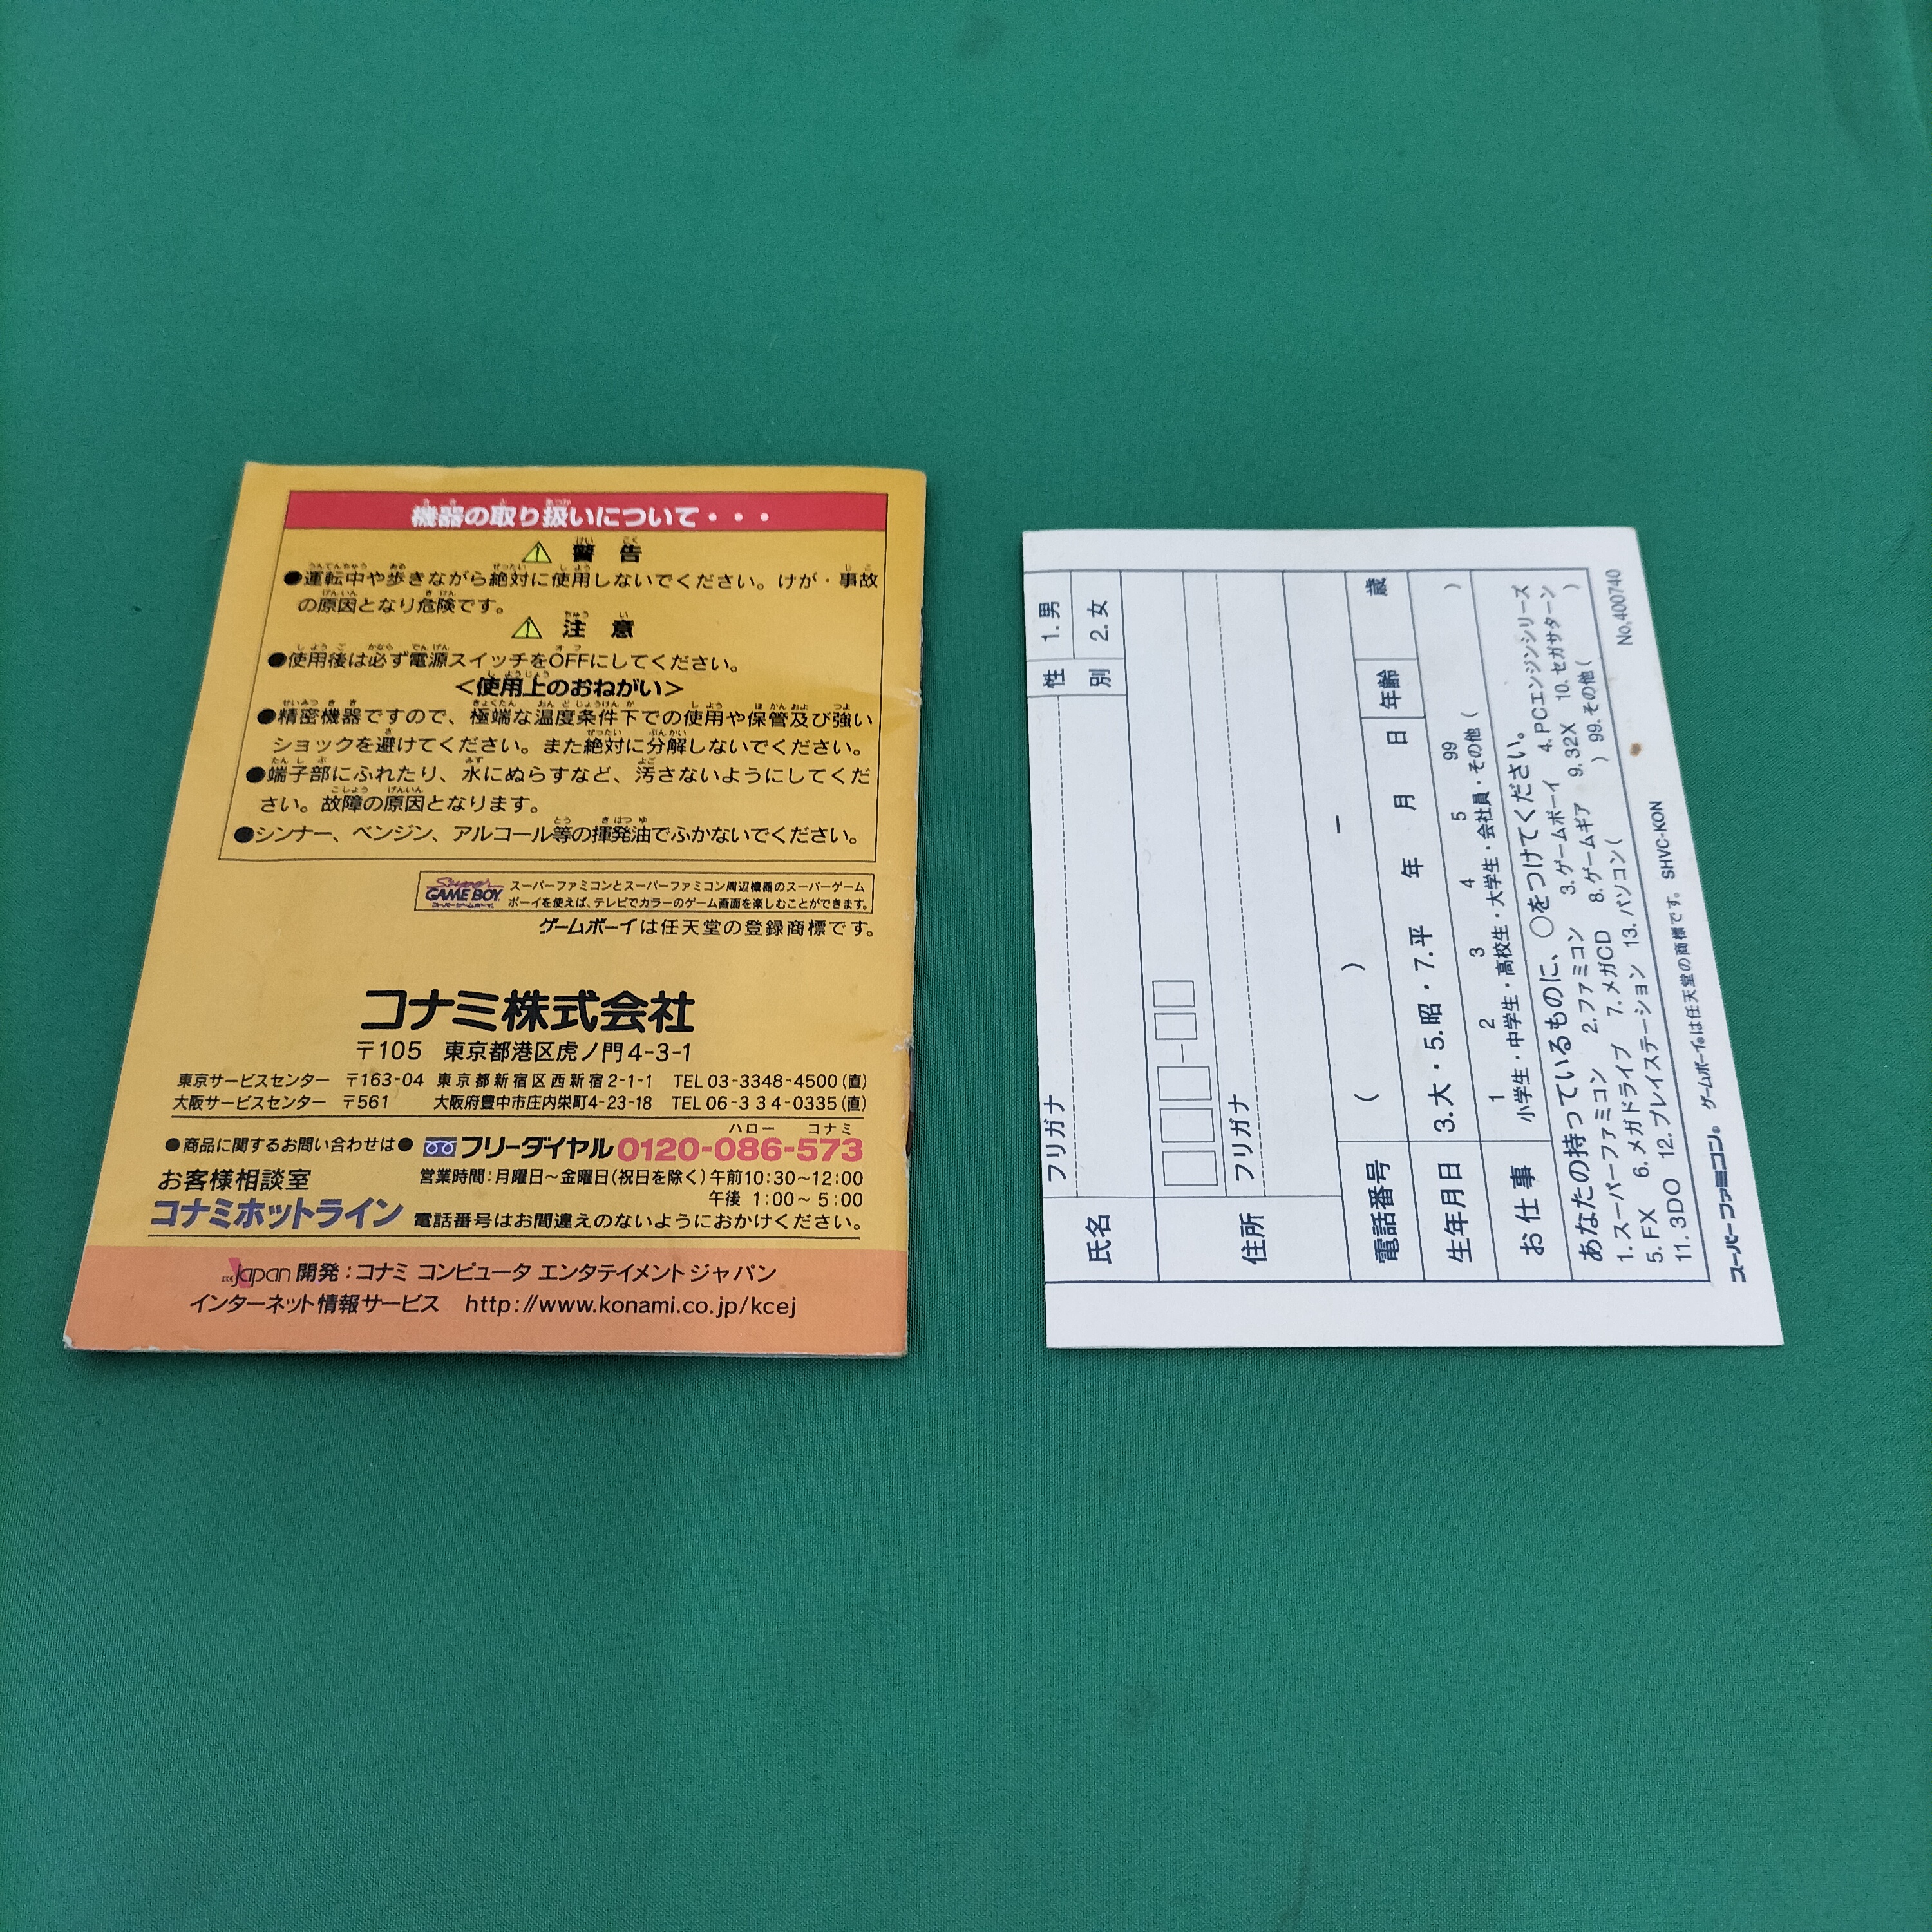 機器の取り扱いについて・・・
⚠ 警告
●運転中や歩きながら絶対に使用しないでください。けが・事故
の原因となり危険です。
⚠ 注意
●使用後は必ず電源スイッチをOFFにしてください。
<使用上のおねがい>
●精密機器ですので、極端な温度条件下での使用や保管及び強い
ショックを避けてください。また絶対に分解しないでください。
●端子部にふれたり、水にぬらすなど、汚さないようにしてくだ
さい。故障の原因となります。
●シンナー、ベンジン、アルコール等の揮発油でふかないでください。
Super GAME BOY スーパーゲームボーイ
スーパーファミコンとスーパーファミコン周辺機器のスーパーゲーム
ボーイを使えば、テレビでカラーのゲーム画面を楽しむことができます。
ゲームボーイは任天堂の登録商標です。
コナミ株式会社
〒105 東京都港区虎ノ門4-3-1
東京サービスセンター 〒163-04 東京都新宿区西新宿2-1-1 TEL 03-3348-4500(直)
大阪サービスセンター 〒561 大阪府豊中市庄内栄町4-23-18 TEL 06-334-0335(直)
ハロー コナミ
●商品に関するお問い合わせは● フリーダイヤル 0120-086-573
お客様相談室 営業時間:月曜日〜金曜日(祝日を除く)午前10:30〜12:00
午後 1:00〜5:00
コナミホットライン 電話番号はお間違えのないようにおかけください。
Japan 開発:コナミ コンピュータ エンタテイメント ジャパン
インターネット情報サービス http://www.konami.co.jp/kcej
氏名 フリガナ 性別 1.男 2.女
住所 フリガナ
電話番号 ( ) −
生年月日 3.大・5.昭・7.平 年 月 日 年齢 歳
お仕事 1 2 3 4 5 99
小学生・中学生・高校生・大学生・会社員・その他( )
あなたの持っているものに、○をつけてください。
1.スーパーファミコン 2.ファミコン 3.ゲームボーイ 4.PCエンジンシリーズ
5.FX 6.メガドライブ 7.メガCD 8.ゲームギア 9.32X 10.セガサターン
11.3DO 12.プレイステーション 13.パソコン( ) 99.その他( )
スーパーファミコン® ゲームボーイ®は任天堂の商標です。 SHVC-KON No,400740